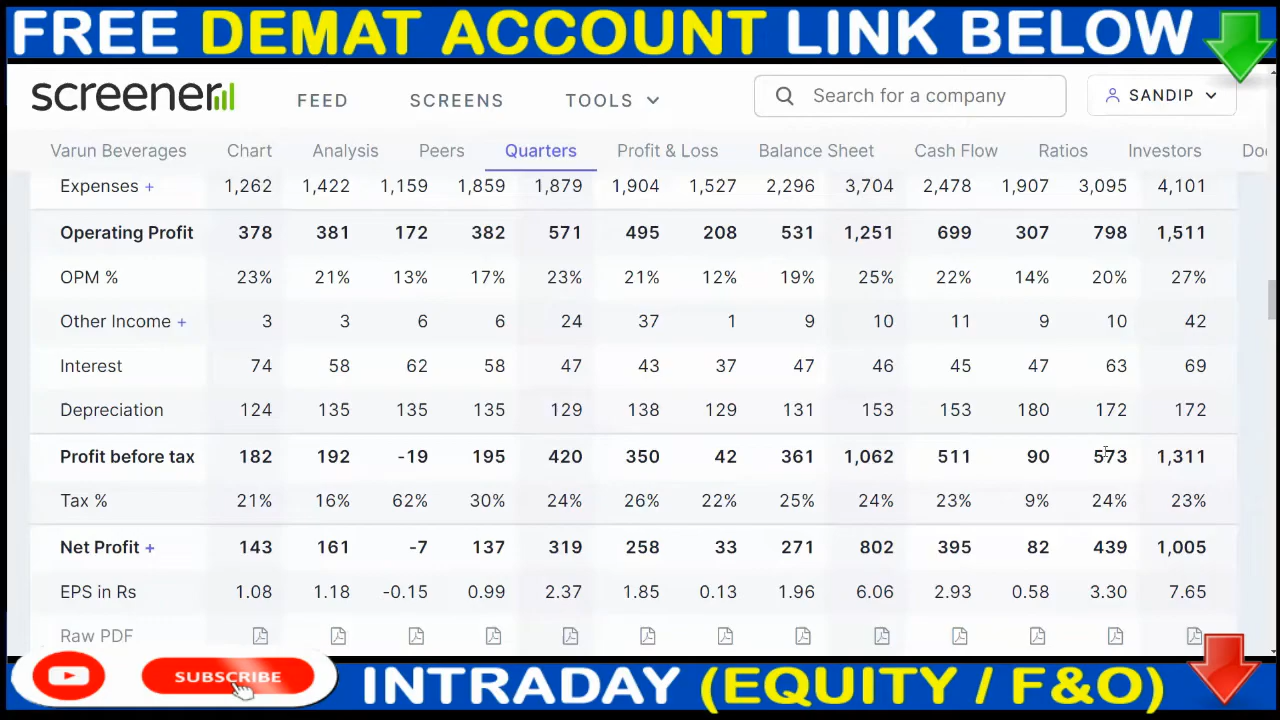 FREE DEMAT ACCOUNT LINK BELOW
screener FEED SCREENS TOOLS Search for a company SANDIP
Varun Beverages Chart Analysis Peers Quarters Profit & Loss Balance Sheet Cash Flow Ratios Investors Doc
Expenses + 1,262 1,422 1,159 1,859 1,879 1,904 1,527 2,296 3,704 2,478 1,907 3,095 4,101
Operating Profit 378 381 172 382 571 495 208 531 1,251 699 307 798 1,511
OPM % 23% 21% 13% 17% 23% 21% 12% 19% 25% 22% 14% 20% 27%
Other Income + 3 3 6 6 24 37 1 9 10 11 9 10 42
Interest 74 58 62 58 47 43 37 47 46 45 47 63 69
Depreciation 124 135 135 135 129 138 129 131 153 153 180 172 172
Profit before tax 182 192 -19 195 420 350 42 361 1,062 511 90 573 1,311
Tax % 21% 16% 62% 30% 24% 26% 22% 25% 24% 23% 9% 24% 23%
Net Profit + 143 161 -7 137 319 258 33 271 802 395 82 439 1,005
EPS in Rs 1.08 1.18 -0.15 0.99 2.37 1.85 0.13 1.96 6.06 2.93 0.58 3.30 7.65
Raw PDF
SUBSCRIBE INTRADAY (EQUITY / F&O)